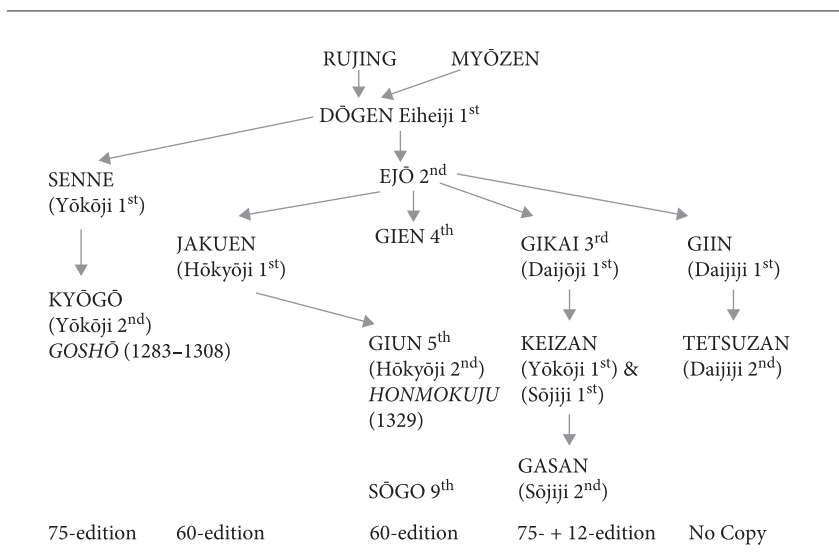 RUJING MYŌZEN
DŌGEN Eiheiji 1st
SENNE
(Yōkōji 1st)
EJŌ 2nd
JAKUEN
(Hōkyōji 1st)
GIEN 4th
GIKAI 3rd
(Daijōji 1st)
GIIN
(Daijiji 1st)
KYŌGŌ
(Yōkōji 2nd)
GOSHŌ (1283–1308)
GIUN 5th
(Hōkyōji 2nd)
HONMOKUJU
(1329)
KEIZAN
(Yōkōji 1st) &
(Sōjiji 1st)
TETSUZAN
(Daijiji 2nd)
SŌGO 9th
GASAN
(Sōjiji 2nd)
75-edition 60-edition 60-edition 75- + 12-edition No Copy